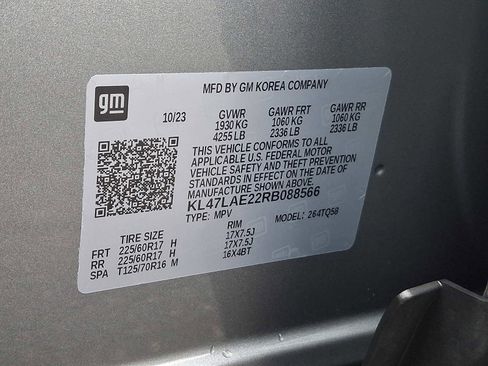 gm
MFD BY GM KOREA COMPANY
10/23 GVWR GAWR FRT GAWR RR
1930 KG 1060 KG 1060 KG
4255 LB 2336 LB 2336 LB
THIS VEHICLE CONFORMS TO ALL
APPLICABLE U.S. FEDERAL MOTOR
VEHICLE SAFETY AND THEFT PREVENTION
STANDARDS IN EFFECT ON THE DATE OF
MANUFACTURE SHOWN ABOVE.
KL47LAE22RB088566
TYPE: MPV MODEL: 264TQ58
TIRE SIZE RIM
FRT 225/60R17 H 17X7.5J
RR 225/60R17 H 17X7.5J
SPA T125/70R16 M 16X4BT